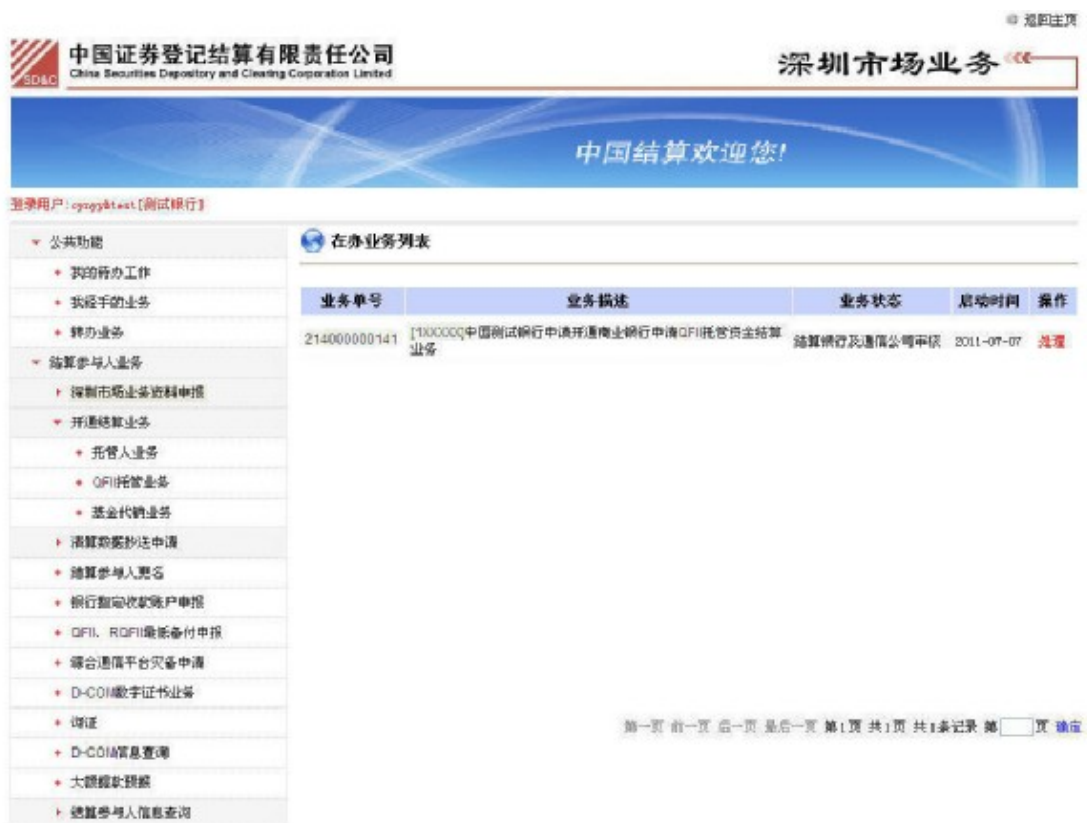 返回主页
SD&C
中国证券登记结算有限责任公司
China Securities Depository and Clearing Corporation Limited
深圳市场业务
中国结算欢迎您!
登录用户:[测试银行]
公共功能
我的待办工作
我经手的业务
转办业务
结算参与人业务
深圳市场业务资料申报
开通结算业务
托管人业务
QFII托管业务
基金代销业务
清算数据抄送申请
结算参与人更名
银行指定收款账户申报
QFII、RQFII最低备付申报
综合通信平台灾备申请
D-COM数字证书业务
询证
D-COM信息查询
大额提款预报
结算参与人信息查询
在办业务列表
业务单号 业务描述 业务状态 启动时间 操作
214000000141 [1XXXXX]中国测试银行申请开通商业银行申请QFII托管资金结算
业务
结算银行及通信公司审核 2011-07-07 处理
第一页 前一页 后一页 最后一页 第1页 共1页 共1条记录 第 页 确定